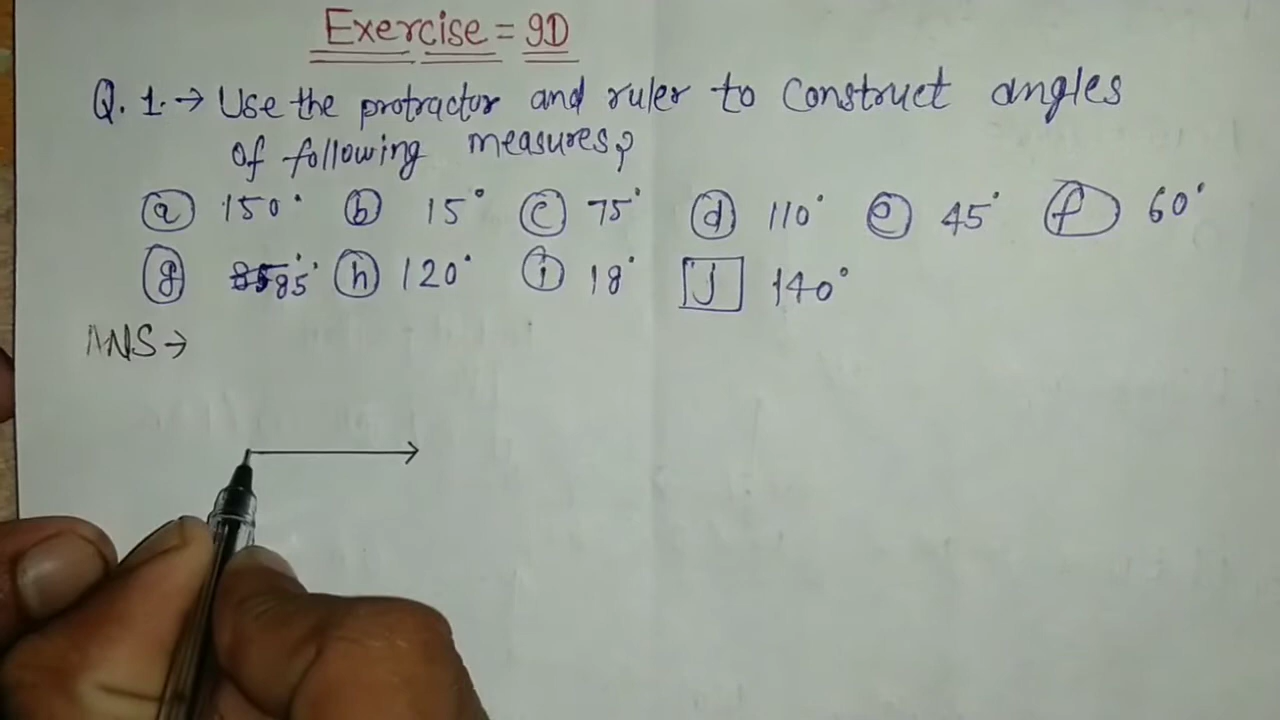 Exercise = 9D
Q. 1. → Use the protractor and ruler to construct angles
of following measures?
(a) 150° (b) 15° (c) 75° (d) 110° (e) 45° (f) 60°
(g) 85° (h) 120° (i) 18° J 140°
ANS →